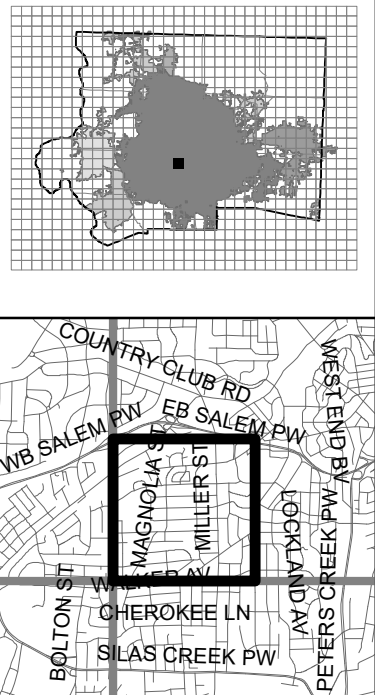 COUNTRY CLUB RD
WEST END BV
EB SALEM PW
WB SALEM PW
MAGNOLIA ST
MILLER ST
LOCKLAND AV
PETERS CREEK PW
WALKER AV
BOLTON ST
CHEROKEE LN
SILAS CREEK PW